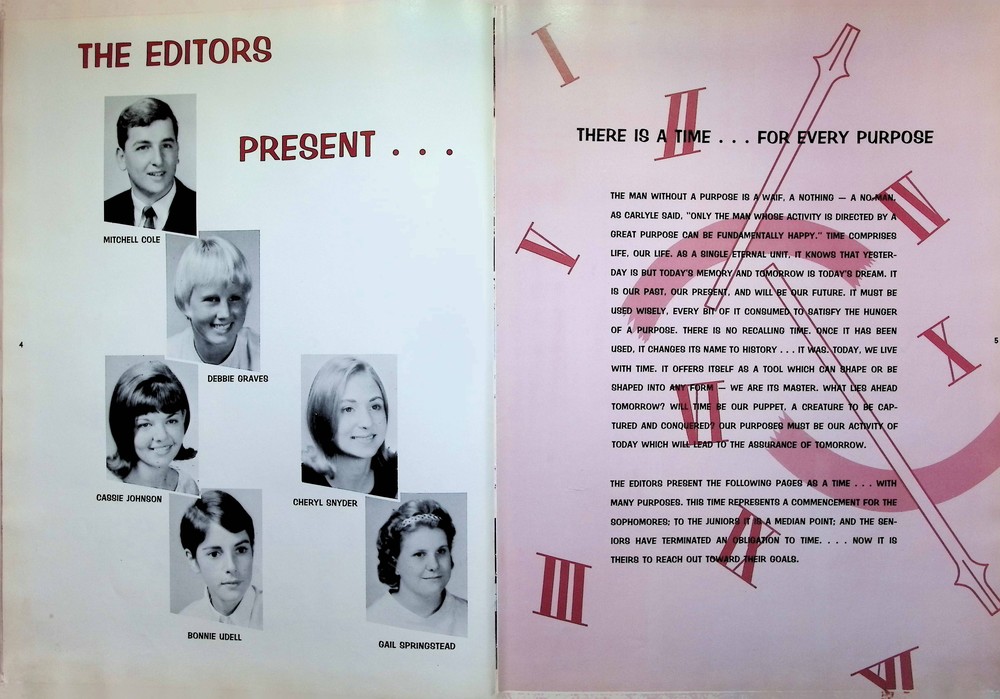 THE EDITORS
PRESENT . . .
MITCHELL COLE
DEBBIE GRAVES
CASSIE JOHNSON
CHERYL SNYDER
BONNIE UDELL
GAIL SPRINGSTEAD
4
I
II
IV
V
X
VII
IX
III
VI
THERE IS A TIME . . . FOR EVERY PURPOSE
THE MAN WITHOUT A PURPOSE IS A WAIF, A NOTHING — A NO-MAN.
AS CARLYLE SAID, "ONLY THE MAN WHOSE ACTIVITY IS DIRECTED BY A
GREAT PURPOSE CAN BE FUNDAMENTALLY HAPPY." TIME COMPRISES
LIFE, OUR LIFE. AS A SINGLE ETERNAL UNIT, IT KNOWS THAT YESTER-
DAY IS BUT TODAY'S MEMORY AND TOMORROW IS TODAY'S DREAM. IT
IS OUR PAST, OUR PRESENT, AND WILL BE OUR FUTURE. IT MUST BE
USED WISELY, EVERY BIT OF IT CONSUMED TO SATISFY THE HUNGER
OF A PURPOSE. THERE IS NO RECALLING TIME. ONCE IT HAS BEEN
USED, IT CHANGES ITS NAME TO HISTORY . . . IT WAS. TODAY, WE LIVE
WITH TIME. IT OFFERS ITSELF AS A TOOL WHICH CAN SHAPE OR BE
SHAPED INTO ANY FORM — WE ARE ITS MASTER. WHAT LIES AHEAD
TOMORROW? WILL TIME BE OUR PUPPET, A CREATURE TO BE CAP-
TURED AND CONQUERED? OUR PURPOSES MUST BE OUR ACTIVITY OF
TODAY WHICH WILL LEAD TO THE ASSURANCE OF TOMORROW.
THE EDITORS PRESENT THE FOLLOWING PAGES AS A TIME . . . WITH
MANY PURPOSES. THIS TIME REPRESENTS A COMMENCEMENT FOR THE
SOPHOMORES; TO THE JUNIORS IT IS A MEDIAN POINT; AND THE SEN-
IORS HAVE TERMINATED AN OBLIGATION TO TIME. . . . NOW IT IS
THEIRS TO REACH OUT TOWARD THEIR GOALS.
5